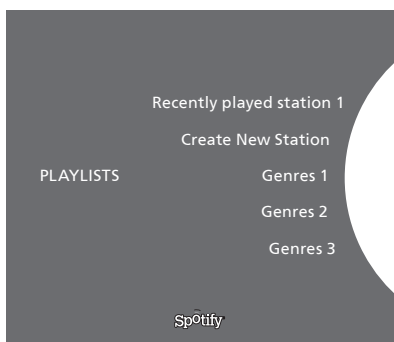 Recently played station 1
Create New Station
PLAYLISTS Genres 1
Genres 2
Genres 3
Spotify